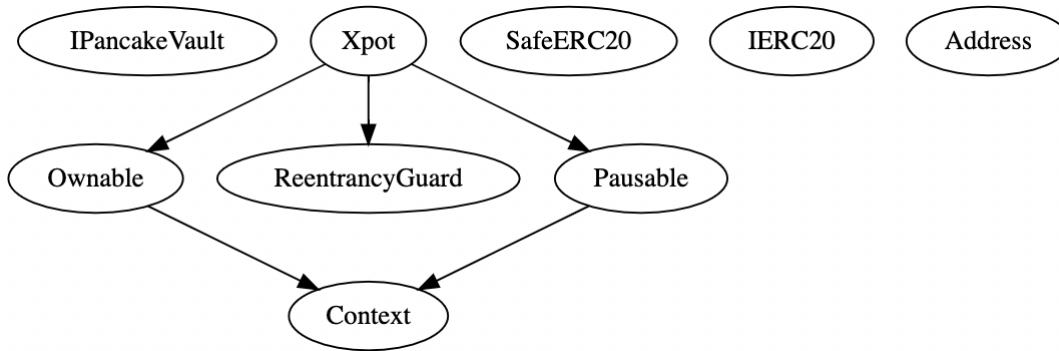 IPancakeVault
Xpot
SafeERC20
IERC20
Address
Ownable
ReentrancyGuard
Pausable
Context